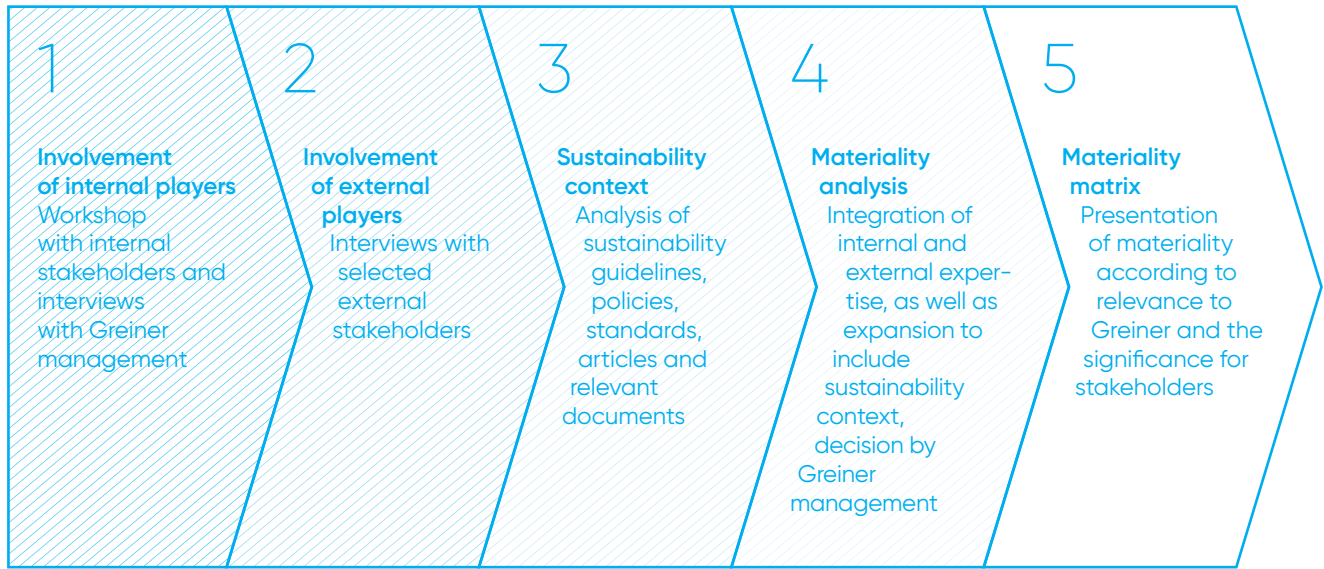 1
Involvement
of internal players
Workshop
with internal
stakeholders and
interviews
with Greiner
management
2
Involvement
of external
players
Interviews with
selected
external
stakeholders
3
Sustainability
context
Analysis of
sustainability
guidelines,
policies,
standards,
articles and
relevant
documents
4
Materiality
analysis
Integration of
internal and
external exper-
tise, as well as
expansion to
include
sustainability
context,
decision by
Greiner
management
5
Materiality
matrix
Presentation
of materiality
according to
relevance to
Greiner and the
significance for
stakeholders